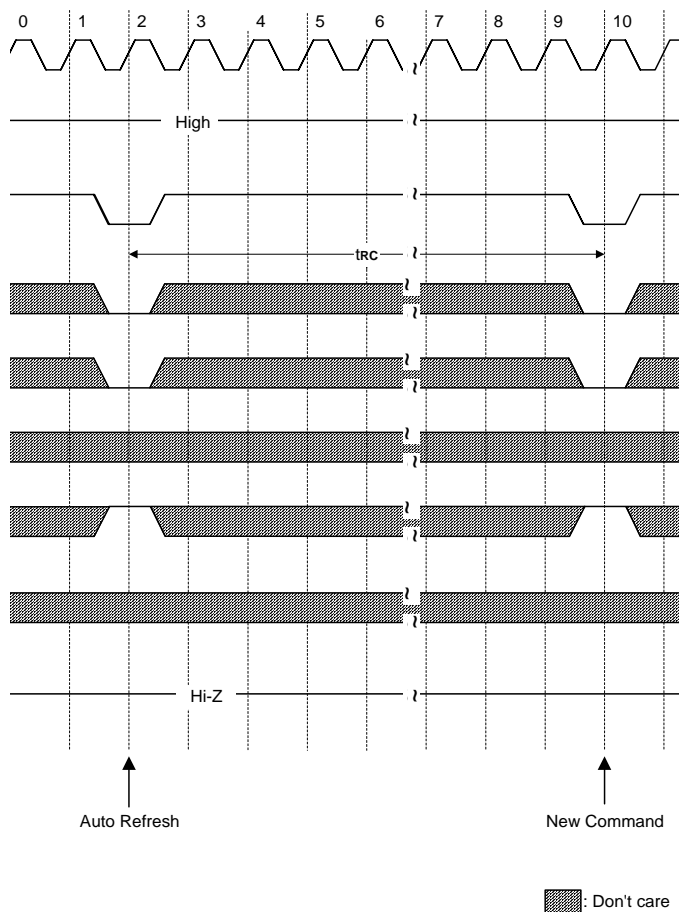 0 1 2 3 4 5 6 7 8 9 10
High
tRC
Hi-Z
Auto Refresh New Command
: Don't care